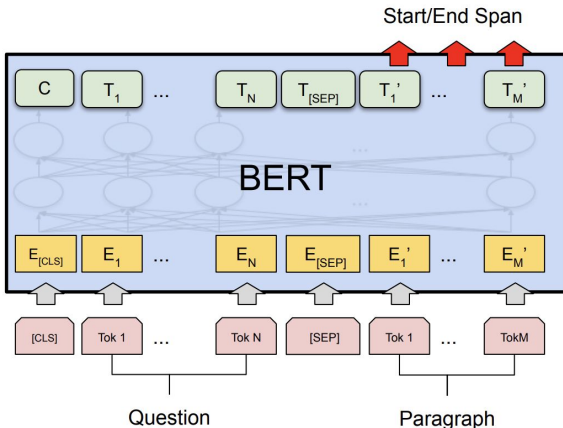 Start/End Span
C T1 ... TN T[SEP] T1' ... TM'
...
BERT
...
E[CLS] E1 ... EN E[SEP] E1' ... EM'
[CLS] Tok 1 ... Tok N [SEP] Tok 1 ... TokM
Question Paragraph